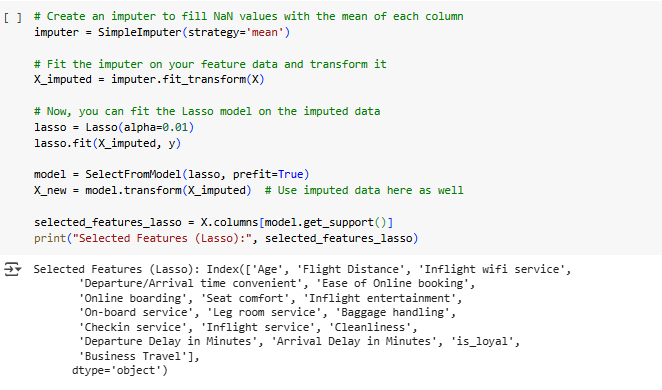 [ ] # Create an imputer to fill NaN values with the mean of each column
imputer = SimpleImputer(strategy='mean')
# Fit the imputer on your feature data and transform it
X_imputed = imputer.fit_transform(X)
# Now, you can fit the Lasso model on the imputed data
lasso = Lasso(alpha=0.01)
lasso.fit(X_imputed, y)
model = SelectFromModel(lasso, prefit=True)
X_new = model.transform(X_imputed)  # Use imputed data here as well
selected_features_lasso = X.columns[model.get_support()]
print("Selected Features (Lasso):", selected_features_lasso)
Selected Features (Lasso): Index(['Age', 'Flight Distance', 'Inflight wifi service',
'Departure/Arrival time convenient', 'Ease of Online booking',
'Online boarding', 'Seat comfort', 'Inflight entertainment',
'On-board service', 'Leg room service', 'Baggage handling',
'Checkin service', 'Inflight service', 'Cleanliness',
'Departure Delay in Minutes', 'Arrival Delay in Minutes', 'is_loyal',
'Business Travel'],
dtype='object')